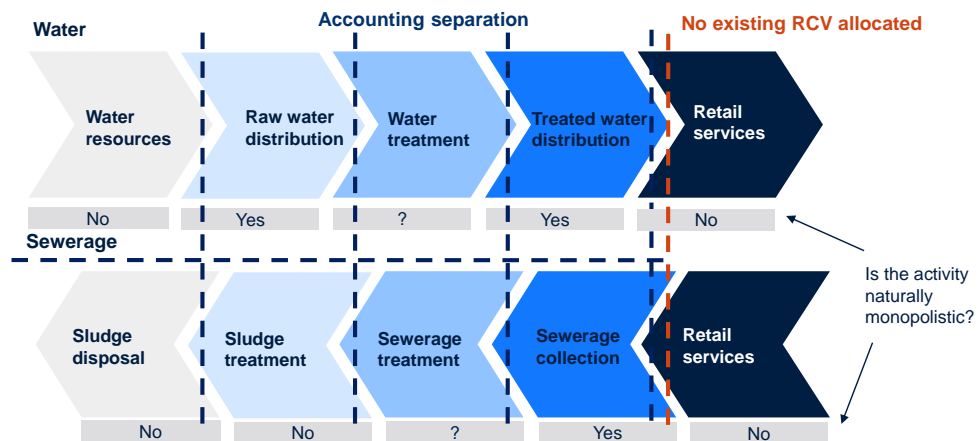 Accounting separation
No existing RCV allocated
Water
Water
resources
Raw water
distribution
Water
treatment
Treated water
distribution
Retail
services
No
Yes
?
Yes
No
Sewerage
Is the activity
naturally
monopolistic?
Sludge
disposal
Sludge
treatment
Sewerage
treatment
Sewerage
collection
Retail
services
No
No
?
Yes
No